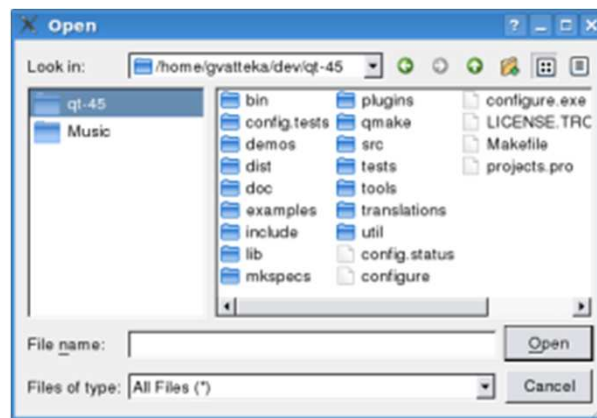 Open
Look in: /home/gvatteka/dev/qt-45
qt-45
Music
bin plugins configure.exe
config.tests qmake LICENSE.TRO
demos src Makefile
dist tests projects.pro
doc tools
examples translations
include util
lib config.status
mkspecs configure
File name: Open
Files of type: All Files (*) Cancel